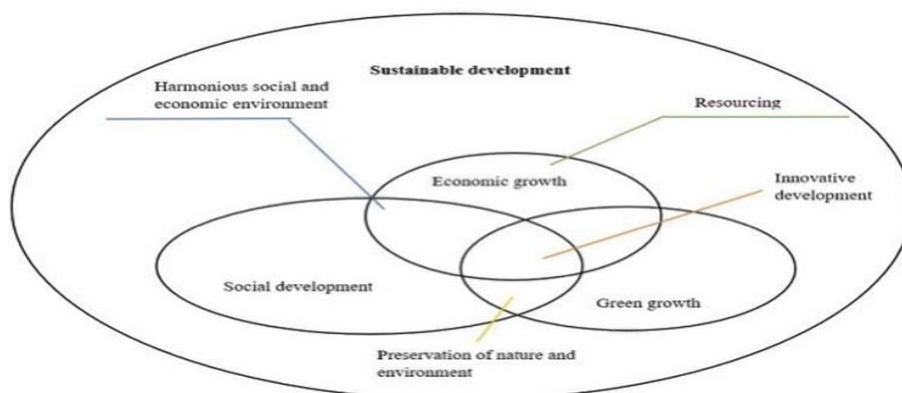 Sustainable development
Harmonious social and
economic environment
Resourcing
Economic growth
Innovative
development
Social development
Green growth
Preservation of nature and
environment